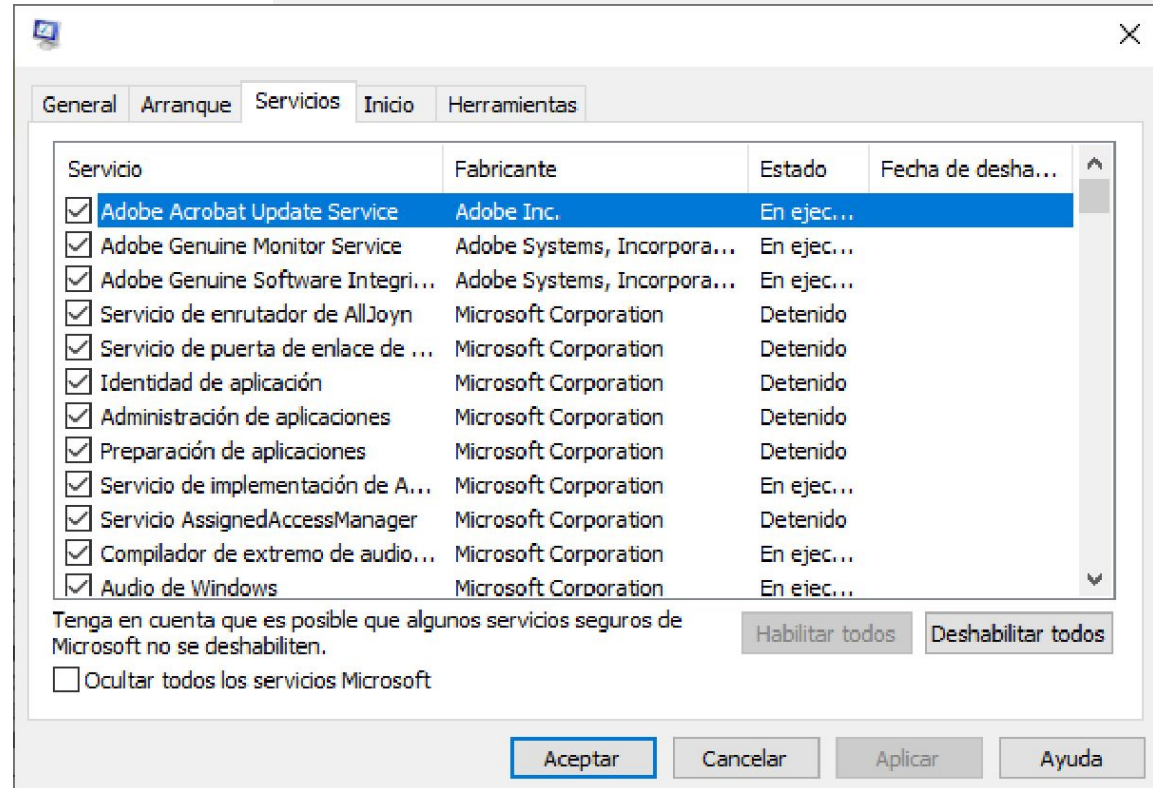 General Arranque Servicios Inicio Herramientas
Servicio Fabricante Estado Fecha de desha...
Adobe Acrobat Update Service Adobe Inc. En ejec...
Adobe Genuine Monitor Service Adobe Systems, Incorpora... En ejec...
Adobe Genuine Software Integri... Adobe Systems, Incorpora... En ejec...
Servicio de enrutador de AllJoyn Microsoft Corporation Detenido
Servicio de puerta de enlace de ... Microsoft Corporation Detenido
Identidad de aplicación Microsoft Corporation Detenido
Administración de aplicaciones Microsoft Corporation Detenido
Preparación de aplicaciones Microsoft Corporation Detenido
Servicio de implementación de A... Microsoft Corporation En ejec...
Servicio AssignedAccessManager Microsoft Corporation Detenido
Compilador de extremo de audio... Microsoft Corporation En ejec...
Audio de Windows Microsoft Corporation En ejec...
Tenga en cuenta que es posible que algunos servicios seguros de
Microsoft no se deshabiliten.
Habilitar todos Deshabilitar todos
Ocultar todos los servicios Microsoft
Aceptar Cancelar Aplicar Ayuda